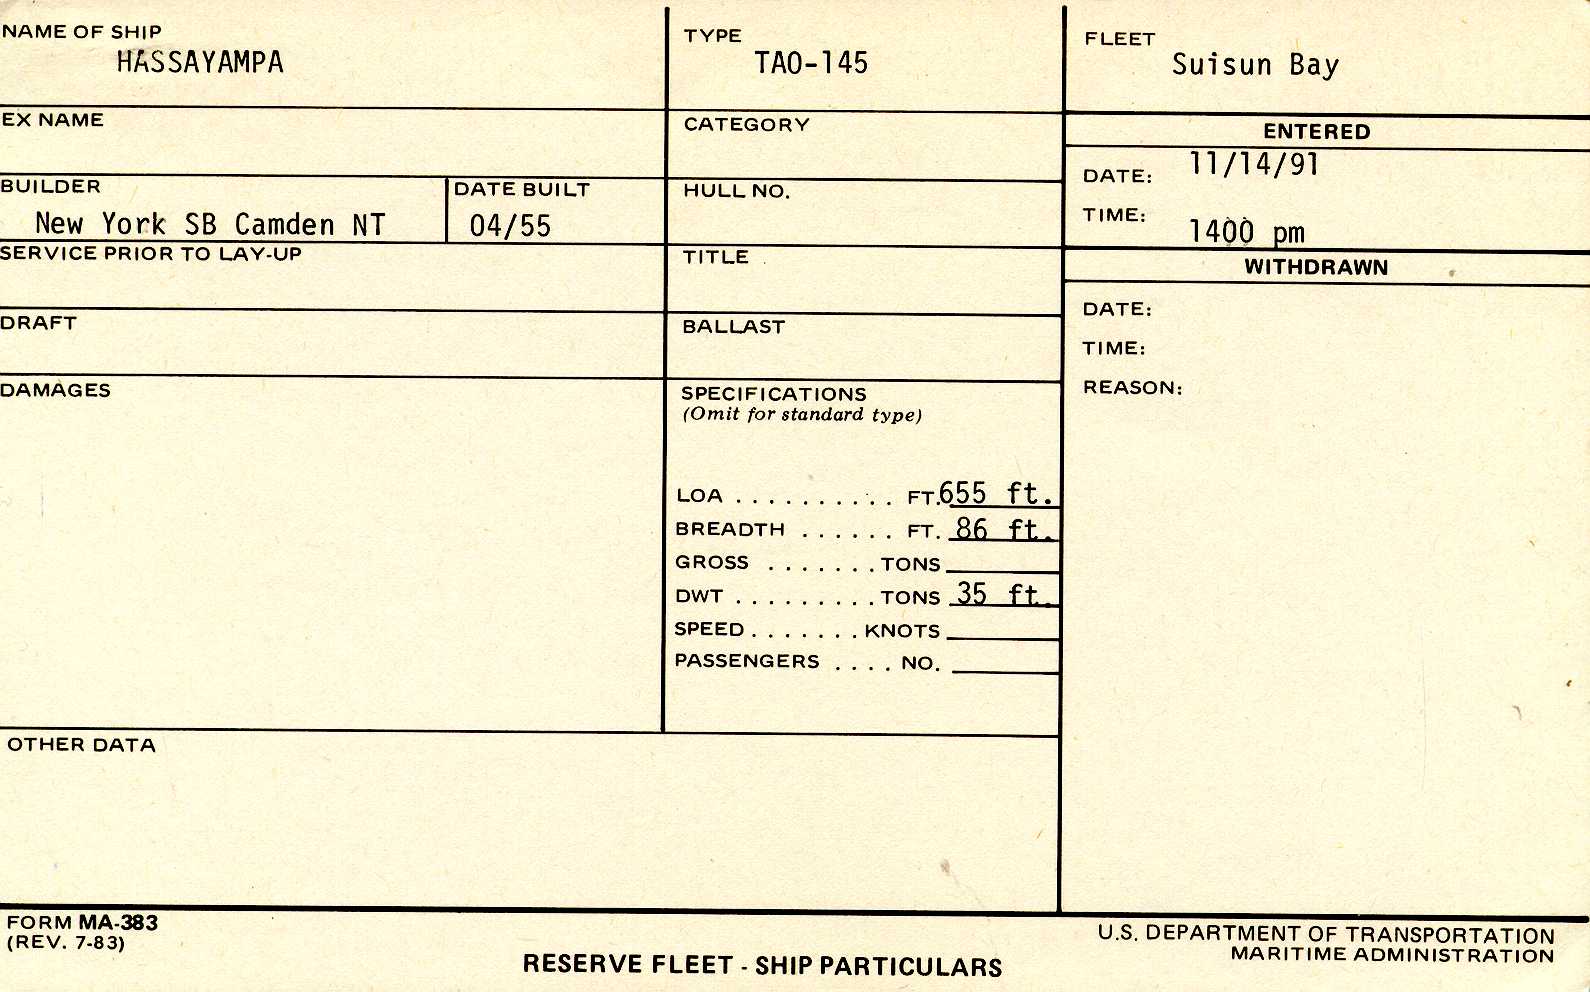 NAME OF SHIP
HASSAYAMPA
TYPE
TAO-145
FLEET
Suisun Bay
EX NAME
CATEGORY
ENTERED
DATE: 11/14/91
TIME: 1400 pm
BUILDER
New York SB Camden NT
DATE BUILT
04/55
HULL NO.
SERVICE PRIOR TO LAY-UP
TITLE
WITHDRAWN
DATE:
TIME:
REASON:
DRAFT
BALLAST
DAMAGES
SPECIFICATIONS
(Omit for standard type)
LOA . . . . . . . . . . FT. 655 ft.
BREADTH . . . . . . FT. 86 ft.
GROSS . . . . . . . TONS
DWT . . . . . . . . . TONS 35 ft.
SPEED . . . . . . . KNOTS
PASSENGERS . . . . NO.
OTHER DATA
FORM MA-383
(REV. 7-83)
RESERVE FLEET - SHIP PARTICULARS
U.S. DEPARTMENT OF TRANSPORTATION
MARITIME ADMINISTRATION